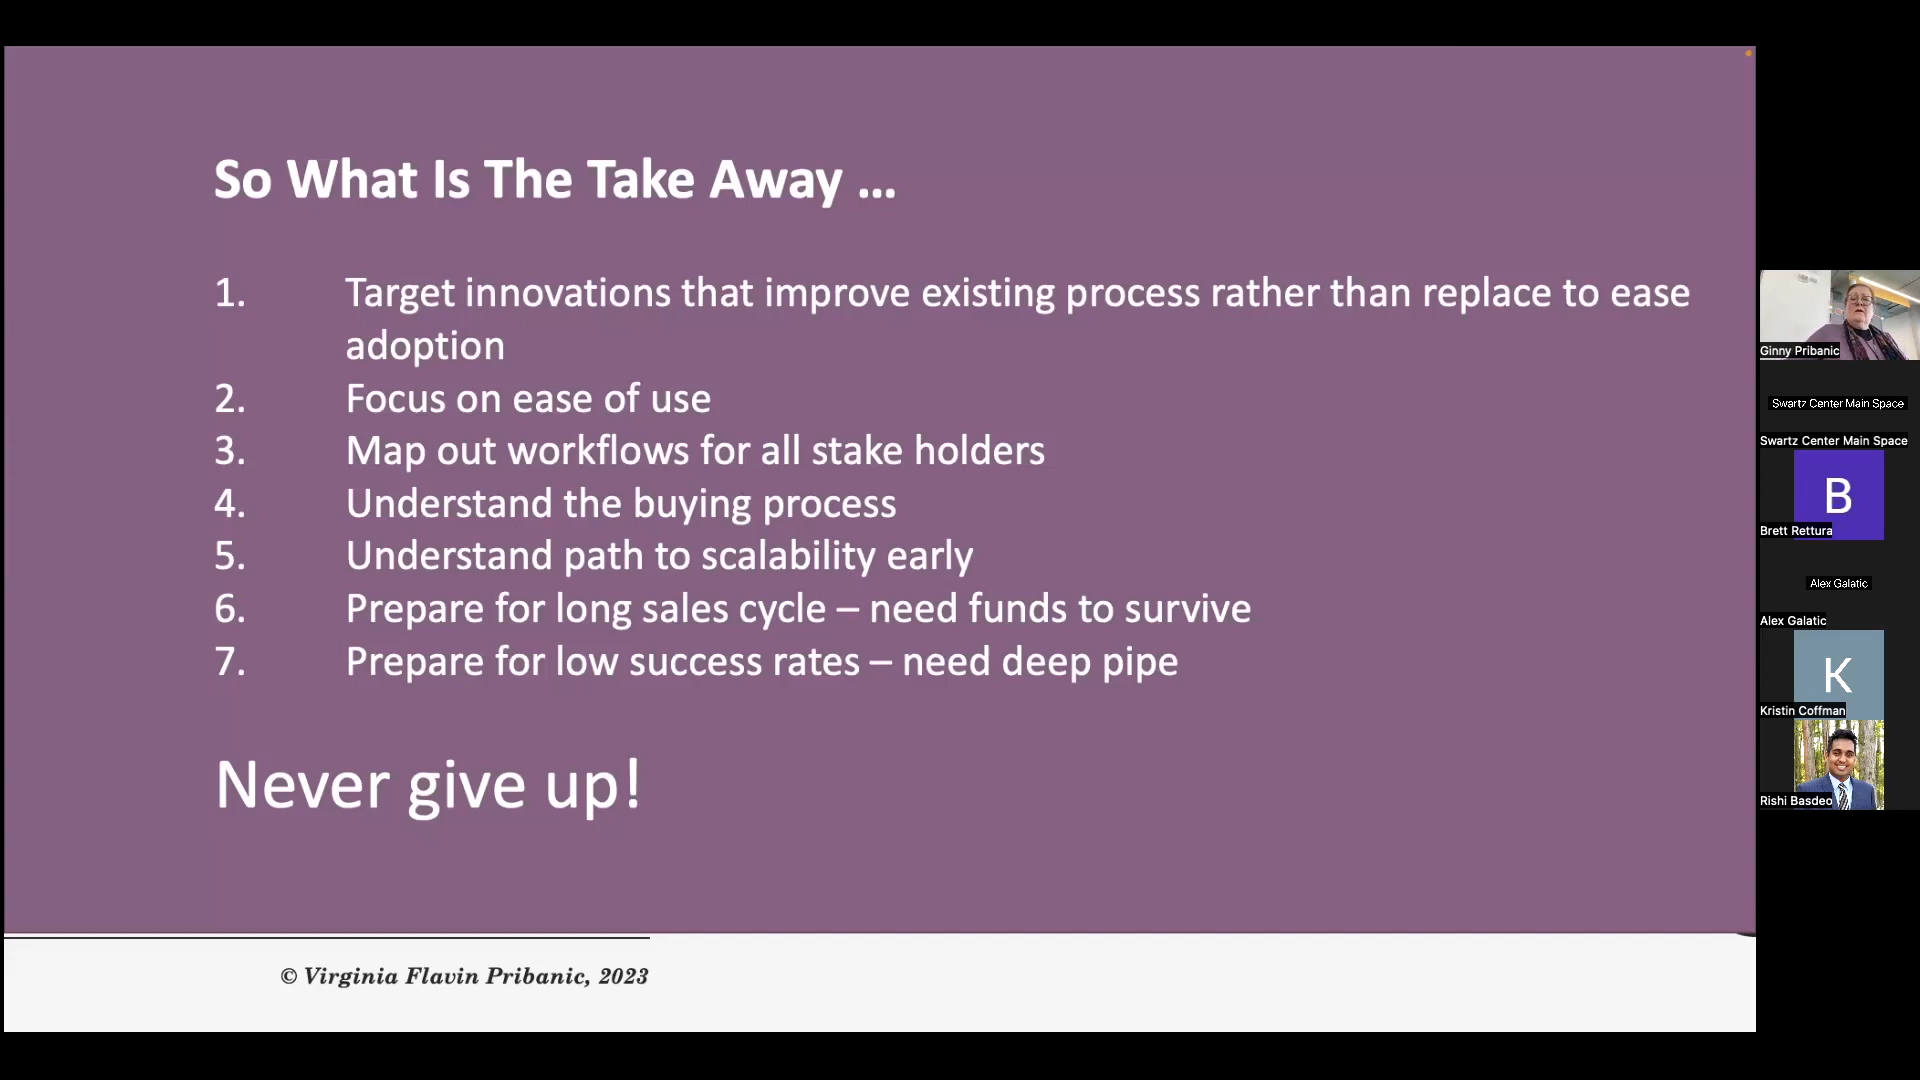 So What Is The Take Away ...
1. Target innovations that improve existing process rather than replace to ease
adoption
2. Focus on ease of use
3. Map out workflows for all stake holders
4. Understand the buying process
5. Understand path to scalability early
6. Prepare for long sales cycle – need funds to survive
7. Prepare for low success rates – need deep pipe
Never give up!
© Virginia Flavin Pribanic, 2023
Ginny Pribanic
Swartz Center Main Space
Swartz Center Main Space
B
Brett Rettura
Alex Galatic
Alex Galatic
K
Kristin Coffman
Rishi Basdeo